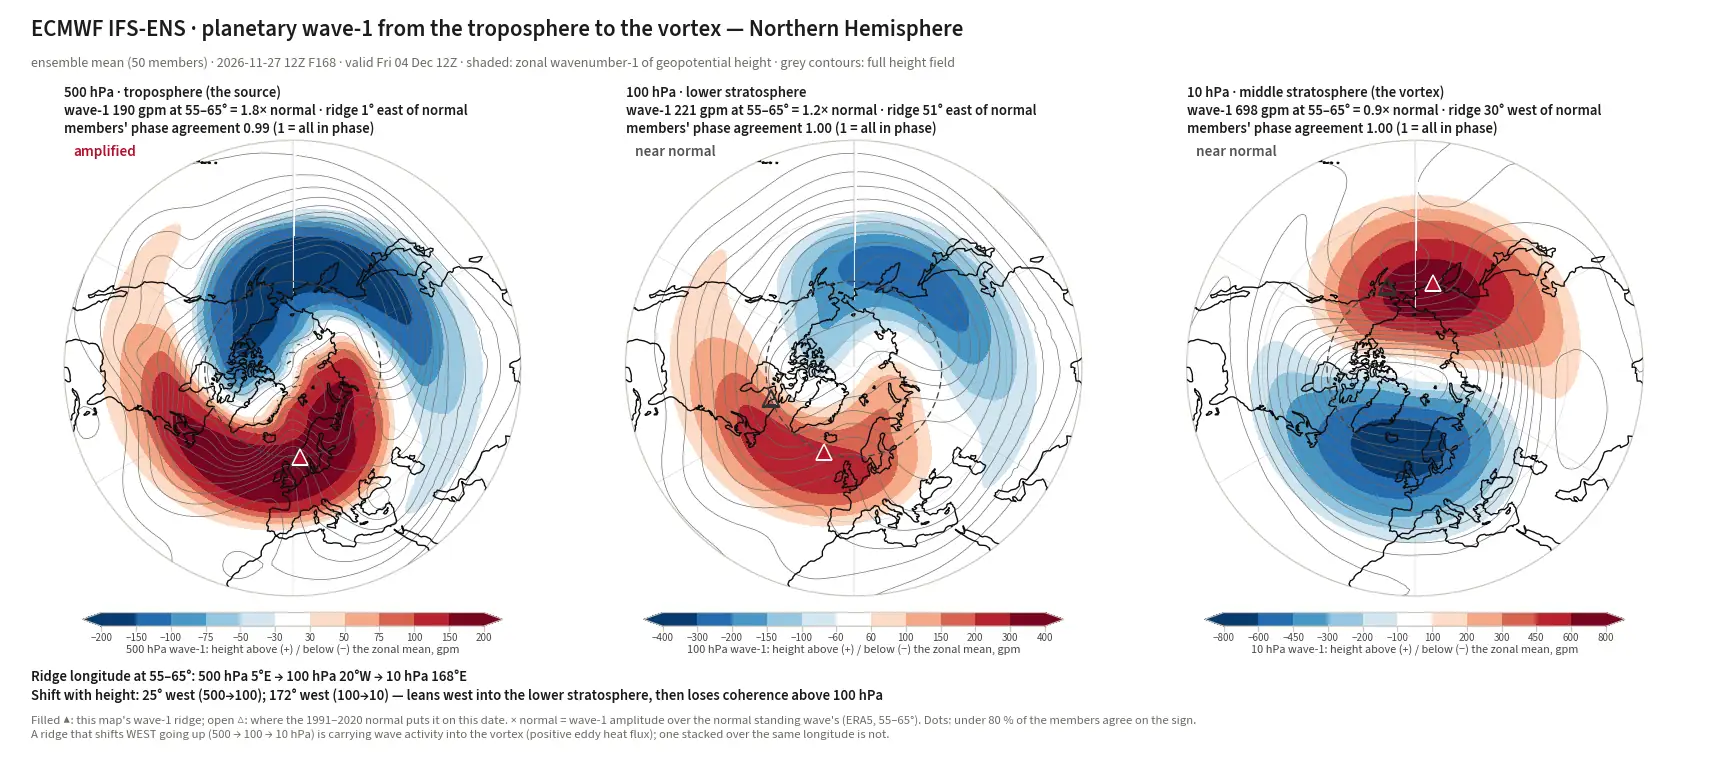 ECMWF IFS-ENS · planetary wave-1 from the troposphere to the vortex — Northern Hemisphere
ensemble mean (50 members) · 2026-11-27 12Z F168 · valid Fri 04 Dec 12Z · shaded: zonal wavenumber-1 of geopotential height · grey contours: full height field
500 hPa · troposphere (the source)
wave-1 190 gpm at 55–65° = 1.8× normal · ridge 1° east of normal
members' phase agreement 0.99 (1 = all in phase)
amplified
100 hPa · lower stratosphere
wave-1 221 gpm at 55–65° = 1.2× normal · ridge 51° east of normal
members' phase agreement 1.00 (1 = all in phase)
near normal
10 hPa · middle stratosphere (the vortex)
wave-1 698 gpm at 55–65° = 0.9× normal · ridge 30° west of normal
members' phase agreement 1.00 (1 = all in phase)
near normal
−200 −150 −100 −75 −50 −30 30 50 75 100 150 200
500 hPa wave-1: height above (+) / below (−) the zonal mean, gpm
−400 −300 −200 −150 −100 −60 60 100 150 200 300 400
100 hPa wave-1: height above (+) / below (−) the zonal mean, gpm
−800 −600 −450 −300 −200 −100 100 200 300 450 600 800
10 hPa wave-1: height above (+) / below (−) the zonal mean, gpm
Ridge longitude at 55–65°: 500 hPa 5°E → 100 hPa 20°W → 10 hPa 168°E
Shift with height: 25° west (500→100); 172° west (100→10) — leans west into the lower stratosphere, then loses coherence above 100 hPa
Filled ▲: this map's wave-1 ridge; open △: where the 1991–2020 normal puts it on this date. × normal = wave-1 amplitude over the normal standing wave's (ERA5, 55–65°). Dots: under 80 % of the members agree on the sign.
A ridge that shifts WEST going up (500 → 100 → 10 hPa) is carrying wave activity into the vortex (positive eddy heat flux); one stacked over the same longitude is not.